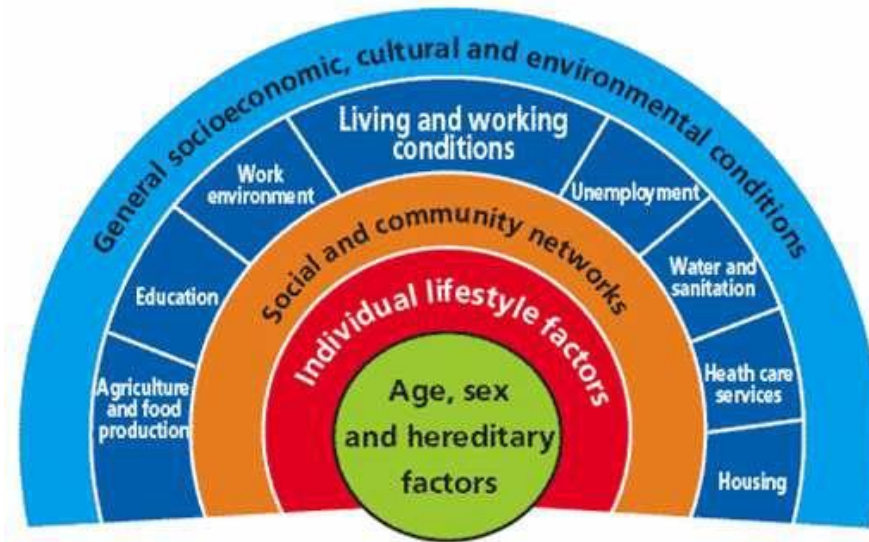 General socioeconomic, cultural and environmental conditions
Living and working
conditions
Work
environment
Unemployment
Education
Water and
sanitation
Agriculture
and food
production
Heath care
services
Housing
Social and community networks
Individual lifestyle factors
Age, sex
and hereditary
factors